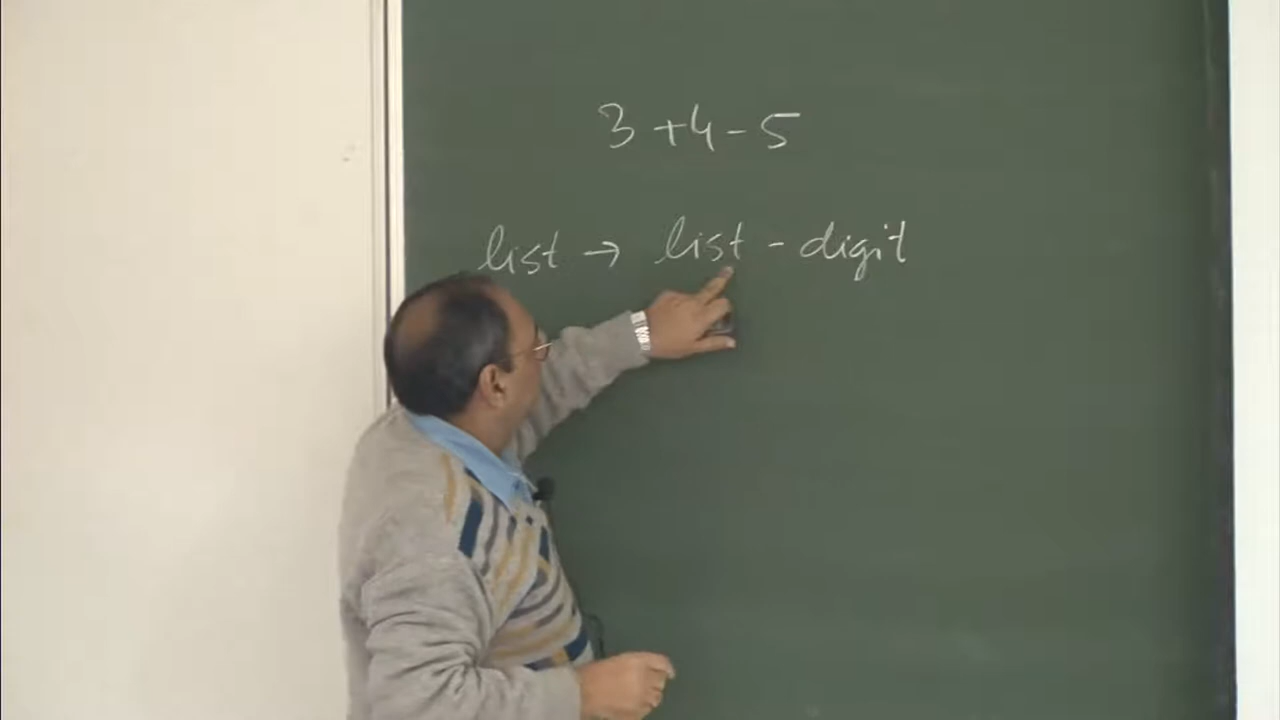 3 + 4 - 5
list → list - digit